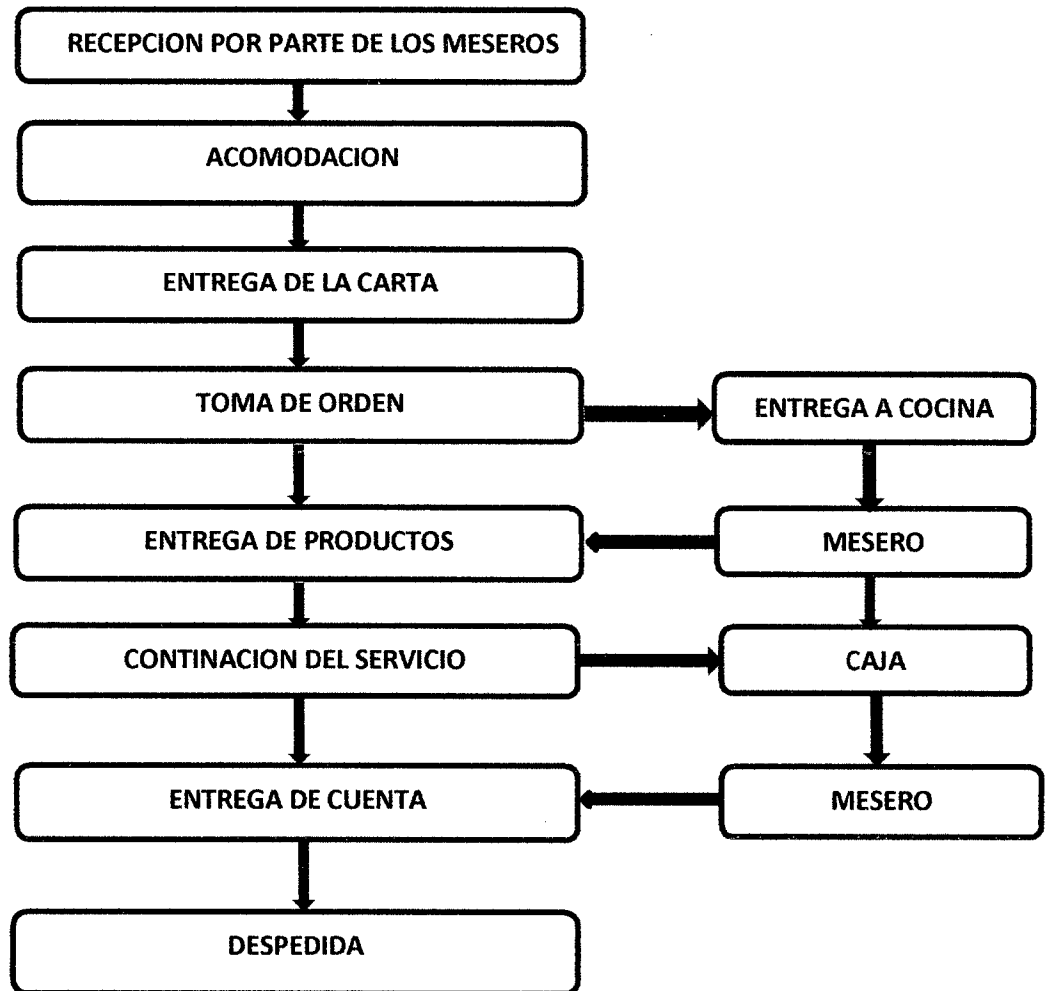 RECEPCION POR PARTE DE LOS MESEROS
ACOMODACION
ENTREGA DE LA CARTA
TOMA DE ORDEN
ENTREGA A COCINA
ENTREGA DE PRODUCTOS
MESERO
CONTINACION DEL SERVICIO
CAJA
ENTREGA DE CUENTA
MESERO
DESPEDIDA